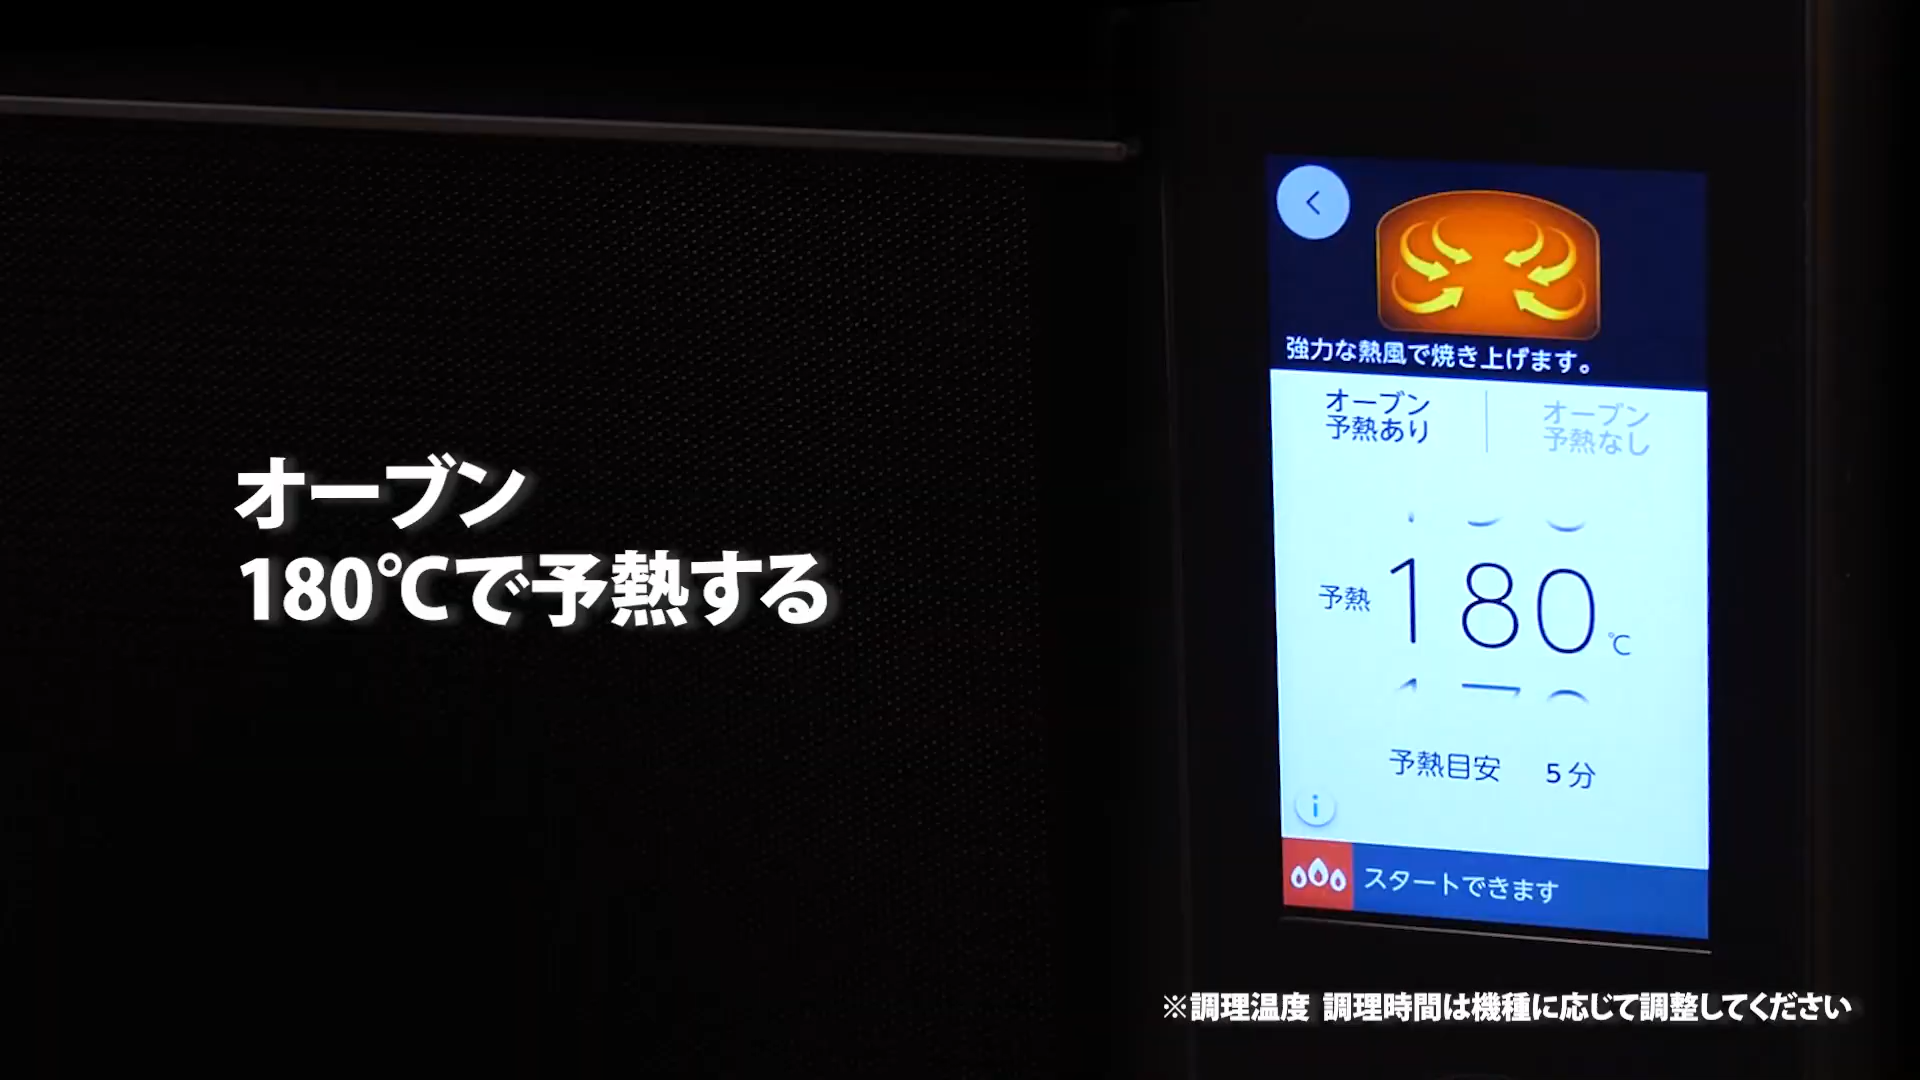 オーブン
180℃で予熱する
強力な熱風で焼き上げます。
オーブン
予熱あり
オーブン
予熱なし
予熱 180 ℃
予熱目安 5分
i
スタートできます
※調理温度 調理時間は機種に応じて調整してください